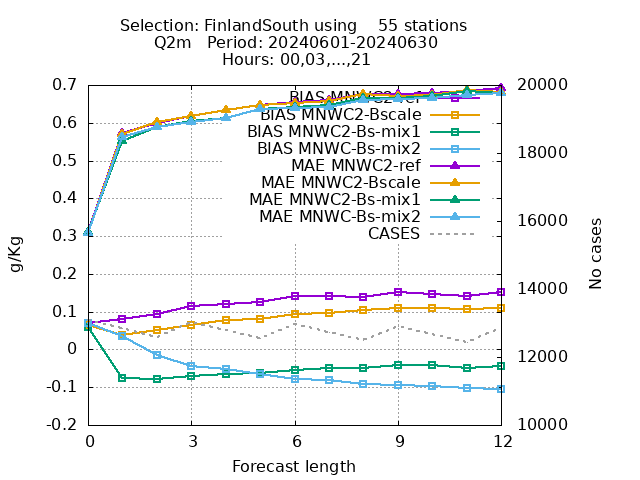 Selection: FinlandSouth using 55 stations
Q2m Period: 20240601-20240630
Hours: 00,03,...,21
0.7
0.6
0.5
0.4
0.3
0.2
0.1
0
-0.1
-0.2
g/Kg
BIAS MNWC2-ref
BIAS MNWC2-Bscale
BIAS MNWC2-Bs-mix1
BIAS MNWC-Bs-mix2
MAE MNWC2-ref
MAE MNWC2-Bscale
MAE MNWC2-Bs-mix1
MAE MNWC-Bs-mix2
CASES
20000
18000
16000
14000
12000
10000
No cases
0 3 6 9 12
Forecast length